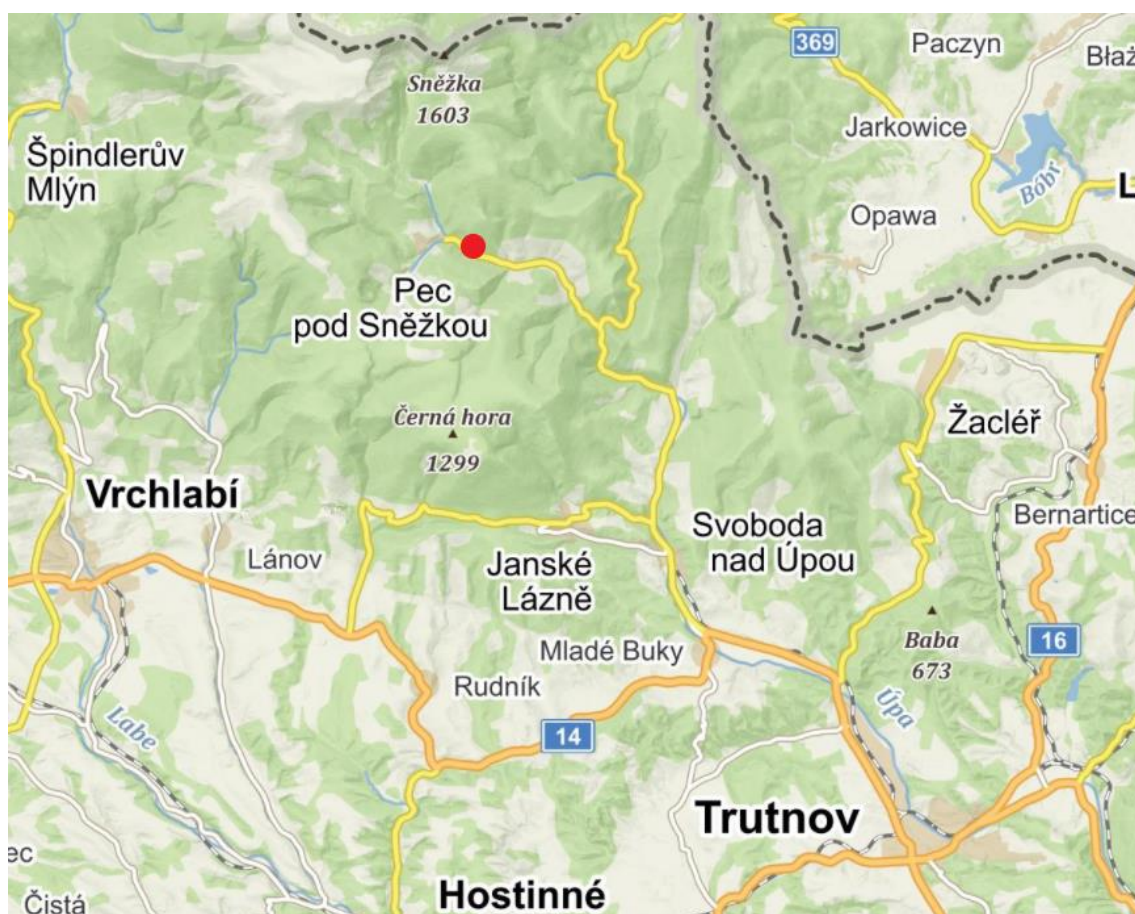 369
Paczyn
Sněžka
1603
Jarkowice
Špindlerův
Mlýn
Bóbr
Opawa
Pec
pod Sněžkou
Černá hora
1299
Žacléř
Vrchlabí
Bernartice
Svoboda
nad Úpou
Lánov
Janské
Lázně
Baba
673
16
Mladé Buky
Rudník
Labe
14
Úpa
Trutnov
Hostinné
Čistá